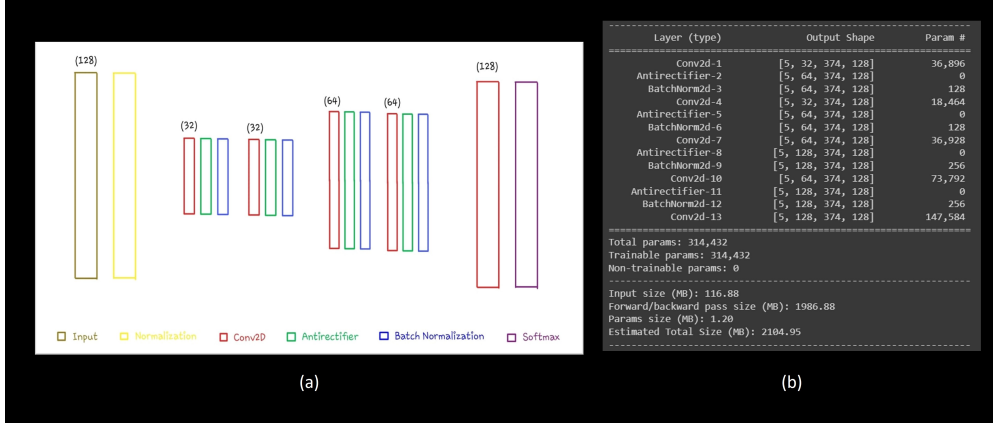 (128)
(128)
(32)
(32)
(64)
(64)
Input
Normalization
Conv2D
Antirectifier
Batch Normalization
Softmax
(a)
Layer (type) Output Shape Param #
Conv2d-1 [5, 32, 374, 128] 36,896
Antirectifier-2 [5, 64, 374, 128] 0
BatchNorm2d-3 [5, 64, 374, 128] 128
Conv2d-4 [5, 32, 374, 128] 18,464
Antirectifier-5 [5, 64, 374, 128] 0
BatchNorm2d-6 [5, 64, 374, 128] 128
Conv2d-7 [5, 64, 374, 128] 36,928
Antirectifier-8 [5, 128, 374, 128] 0
BatchNorm2d-9 [5, 128, 374, 128] 256
Conv2d-10 [5, 64, 374, 128] 73,792
Antirectifier-11 [5, 128, 374, 128] 0
BatchNorm2d-12 [5, 128, 374, 128] 256
Conv2d-13 [5, 128, 374, 128] 147,584
Total params: 314,432
Trainable params: 314,432
Non-trainable params: 0
Input size (MB): 116.88
Forward/backward pass size (MB): 1986.88
Params size (MB): 1.20
Estimated Total Size (MB): 2104.95
(b)